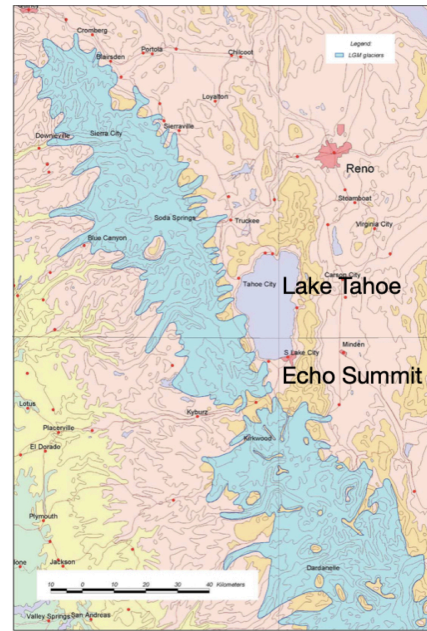 Cromberg
Blairsden
Portola
Chilcoot
Legend
LGM glaciers
Loyalton
Downieville
Sierra City
Sierraville
Reno
Steamboat
Soda Springs
Virginia City
Truckee
Blue Canyon
Carson City
Tahoe City
Lake Tahoe
Minden
S Lake City
Echo Summit
Lotus
Kyburz
Placerville
Kirkwood
El Dorado
Plymouth
Dardanelle
Jackson
ione
10 0 10 20 30 40 Kilometers
Valley Springs
San Andreas